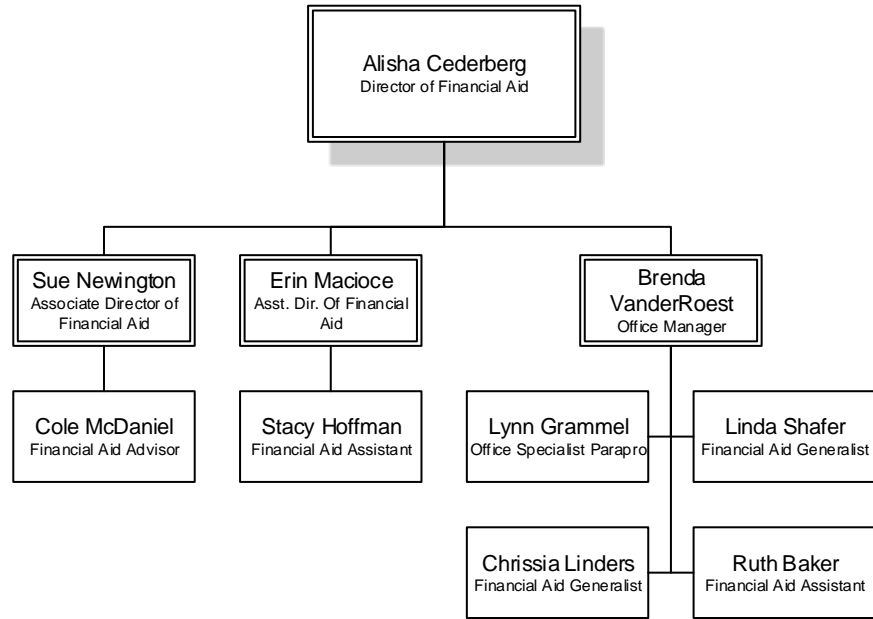 Alisha Cederberg
Director of Financial Aid
Sue Newington
Associate Director of
Financial Aid
Erin Macioce
Asst. Dir. Of Financial
Aid
Brenda
VanderRoest
Office Manager
Cole McDaniel
Financial Aid Advisor
Stacy Hoffman
Financial Aid Assistant
Lynn Grammel
Office Specialist Parapro
Linda Shafer
Financial Aid Generalist
Chrissia Linders
Financial Aid Generalist
Ruth Baker
Financial Aid Assistant